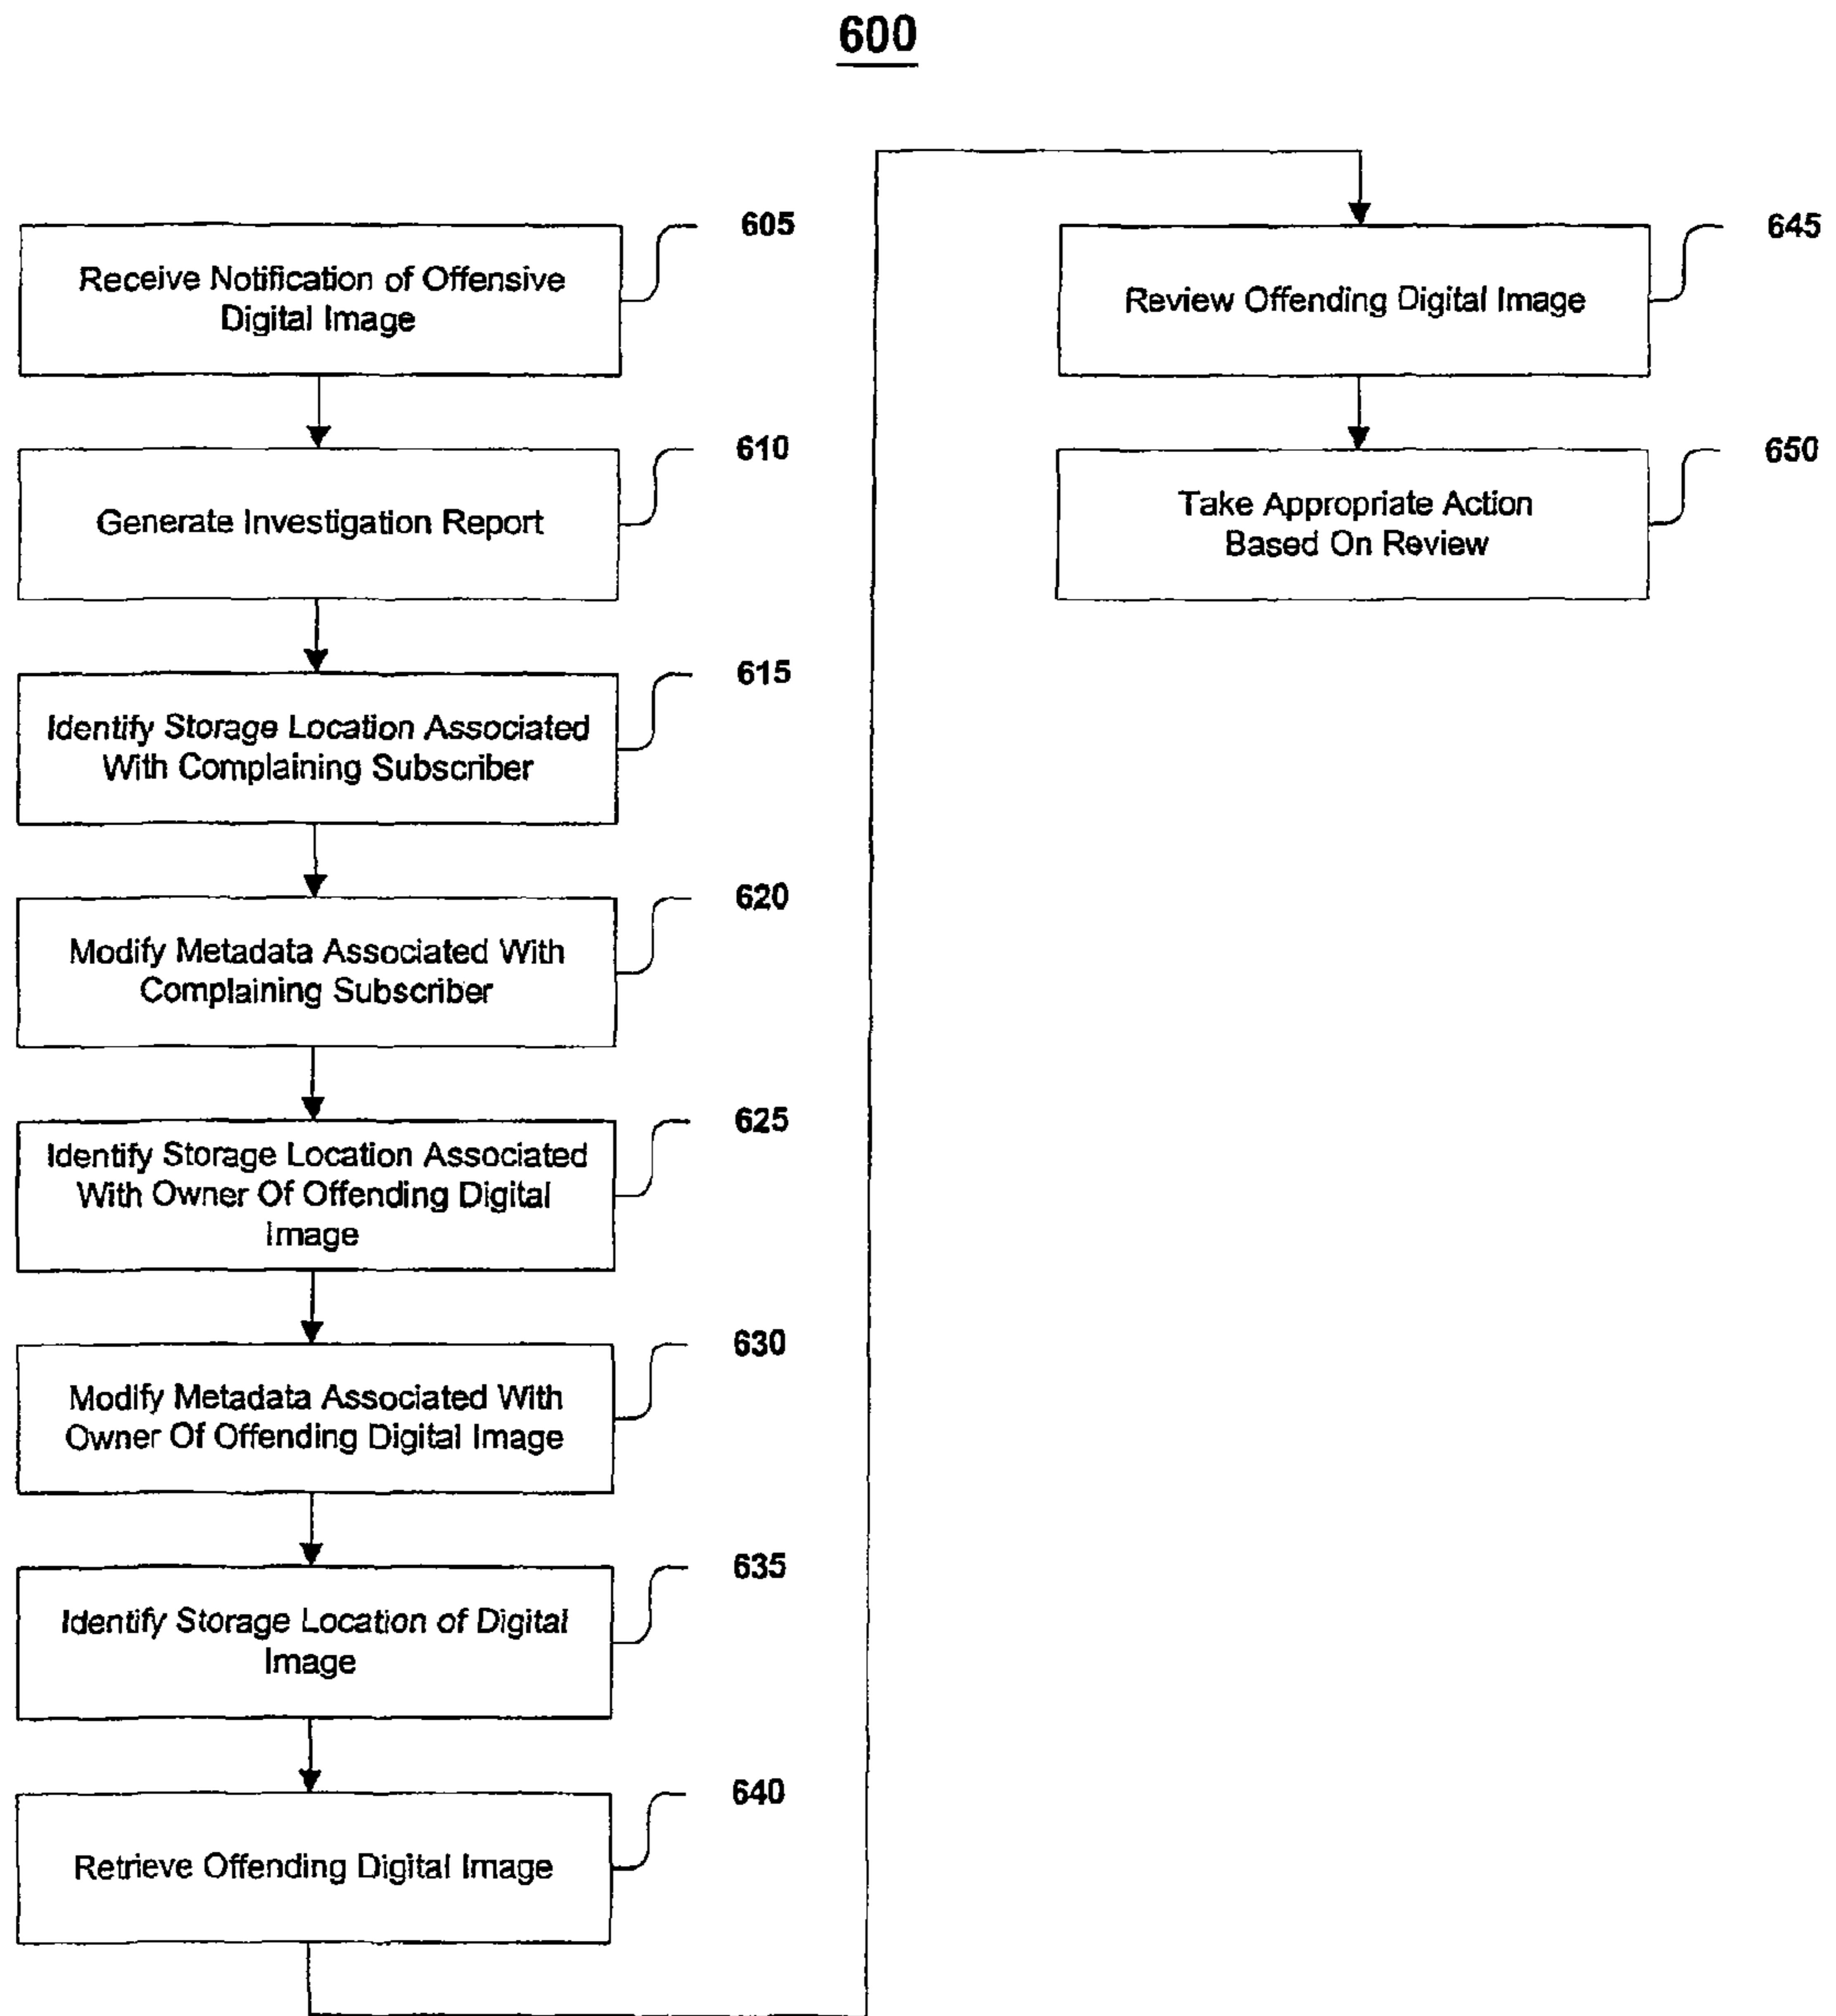 600
605
Receive Notification of Offensive
Digital Image
610
Generate Investigation Report
615
Identify Storage Location Associated
With Complaining Subscriber
620
Modify Metadata Associated With
Complaining Subscriber
625
Identify Storage Location Associated
With Owner Of Offending Digital
Image
630
Modify Metadata Associated With
Owner Of Offending Digital Image
635
Identify Storage Location of Digital
Image
640
Retrieve Offending Digital Image
645
Review Offending Digital Image
650
Take Appropriate Action
Based On Review